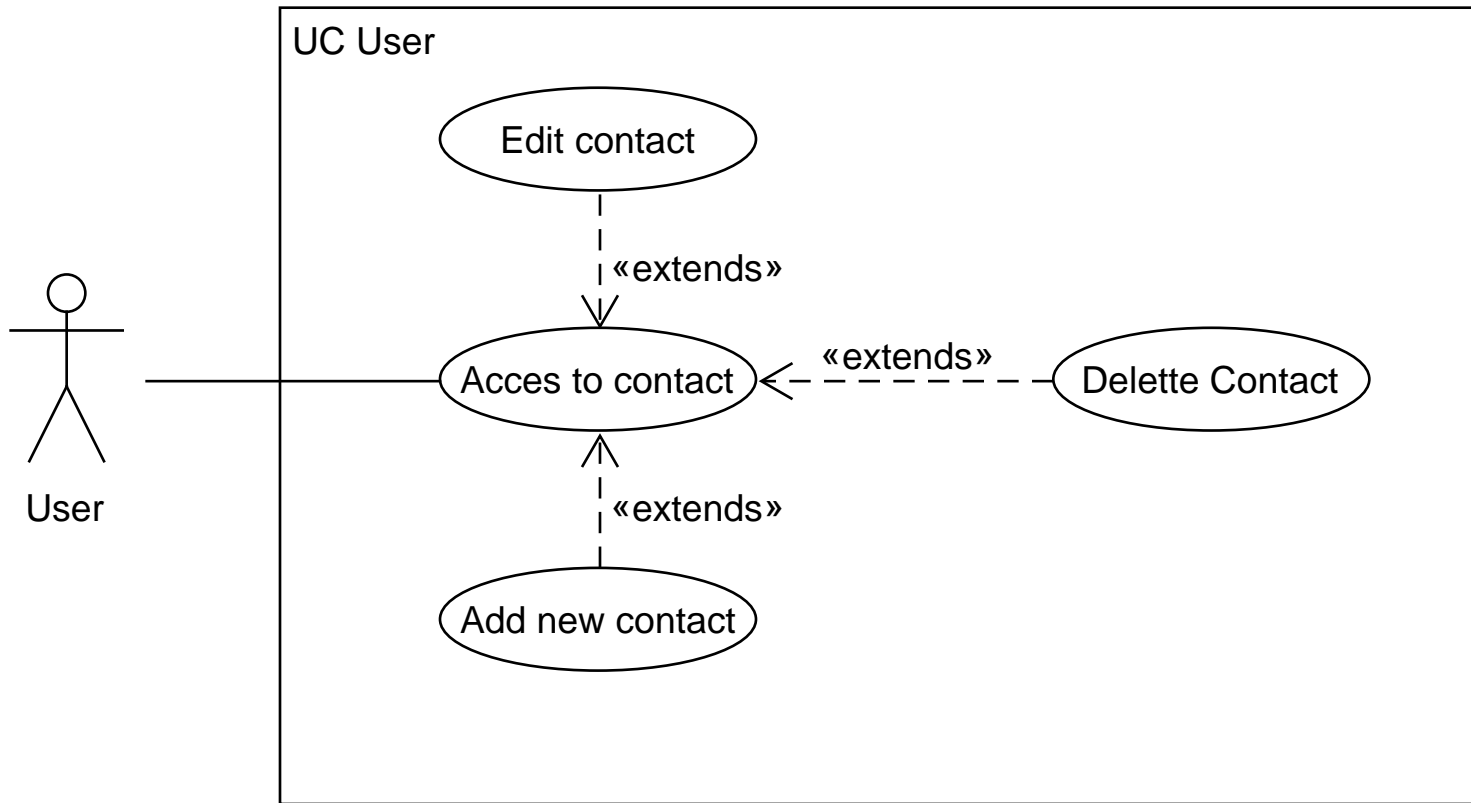 UC User
Edit contact
«extends»
Acces to contact
«extends»
Delette Contact
User
«extends»
Add new contact